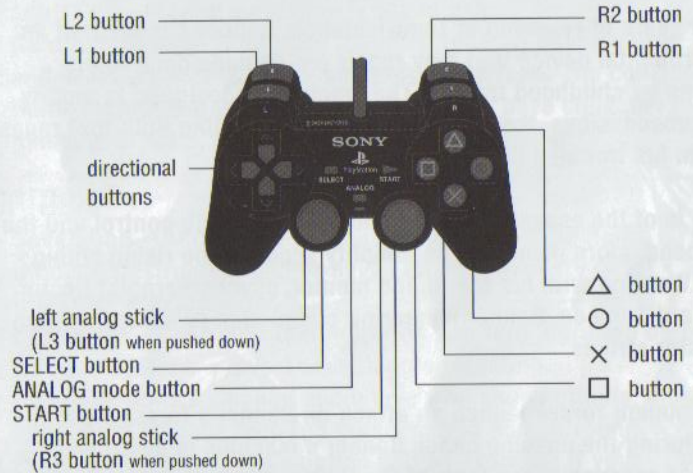 L2 button
L1 button
R2 button
R1 button
SONY
PlayStation
SELECT
START
ANALOG
L
R
directional
buttons
left analog stick
(L3 button when pushed down)
SELECT button
ANALOG mode button
START button
right analog stick
(R3 button when pushed down)
△ button
○ button
✕ button
□ button